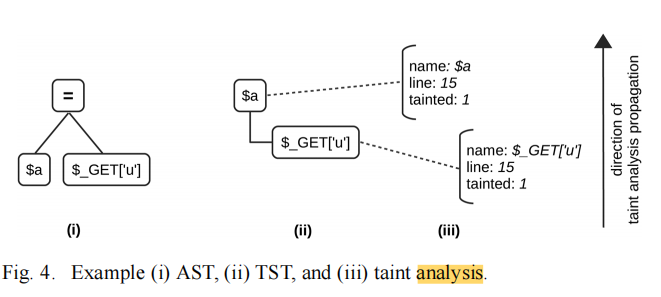 =
$a
$_GET['u']
(i)
$a
$_GET['u']
(ii)
name: $a
line: 15
tainted: 1
name: $_GET['u']
line: 15
tainted: 1
(iii)
direction of
taint analysis propagation
Fig. 4. Example (i) AST, (ii) TST, and (iii) taint analysis.